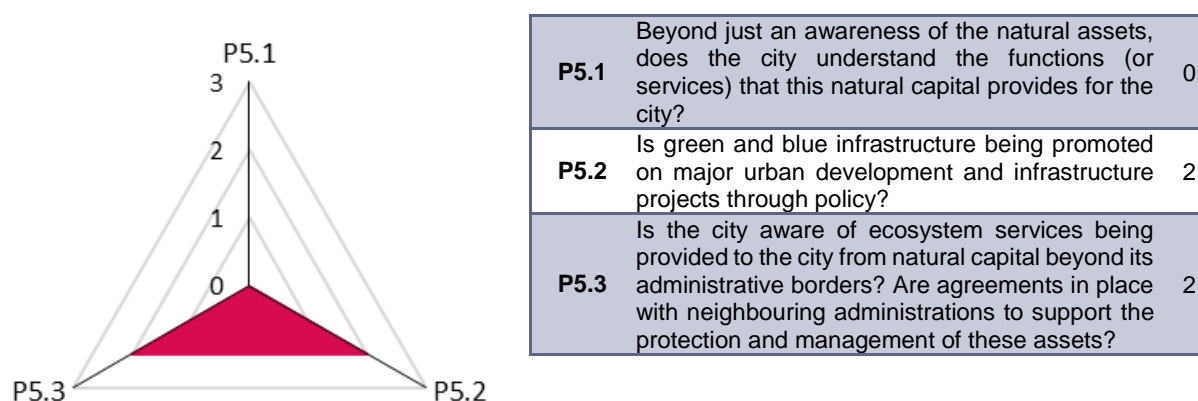 P5.1
3
2
1
0
P5.3
P5.2
Beyond just an awareness of the natural assets,
P5.1 does the city understand the functions (or 0
services) that this natural capital provides for the
city?
Is green and blue infrastructure being promoted
P5.2 on major urban development and infrastructure 2
projects through policy?
Is the city aware of ecosystem services being
provided to the city from natural capital beyond its
P5.3 administrative borders? Are agreements in place 2
with neighbouring administrations to support the
protection and management of these assets?